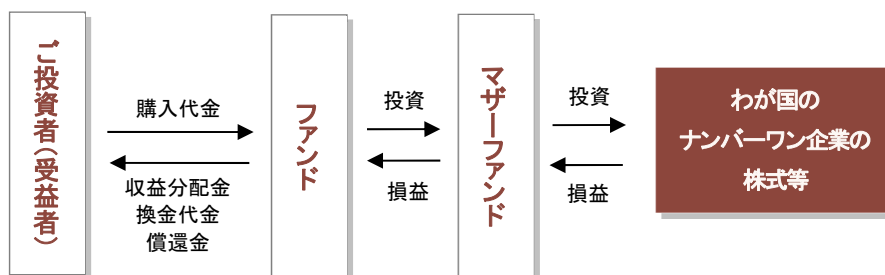 ご投資者(受益者)
購入代金
収益分配金
換金代金
償還金
ファンド
投資
損益
マザーファンド
投資
損益
わが国の
ナンバーワン企業の
株式等